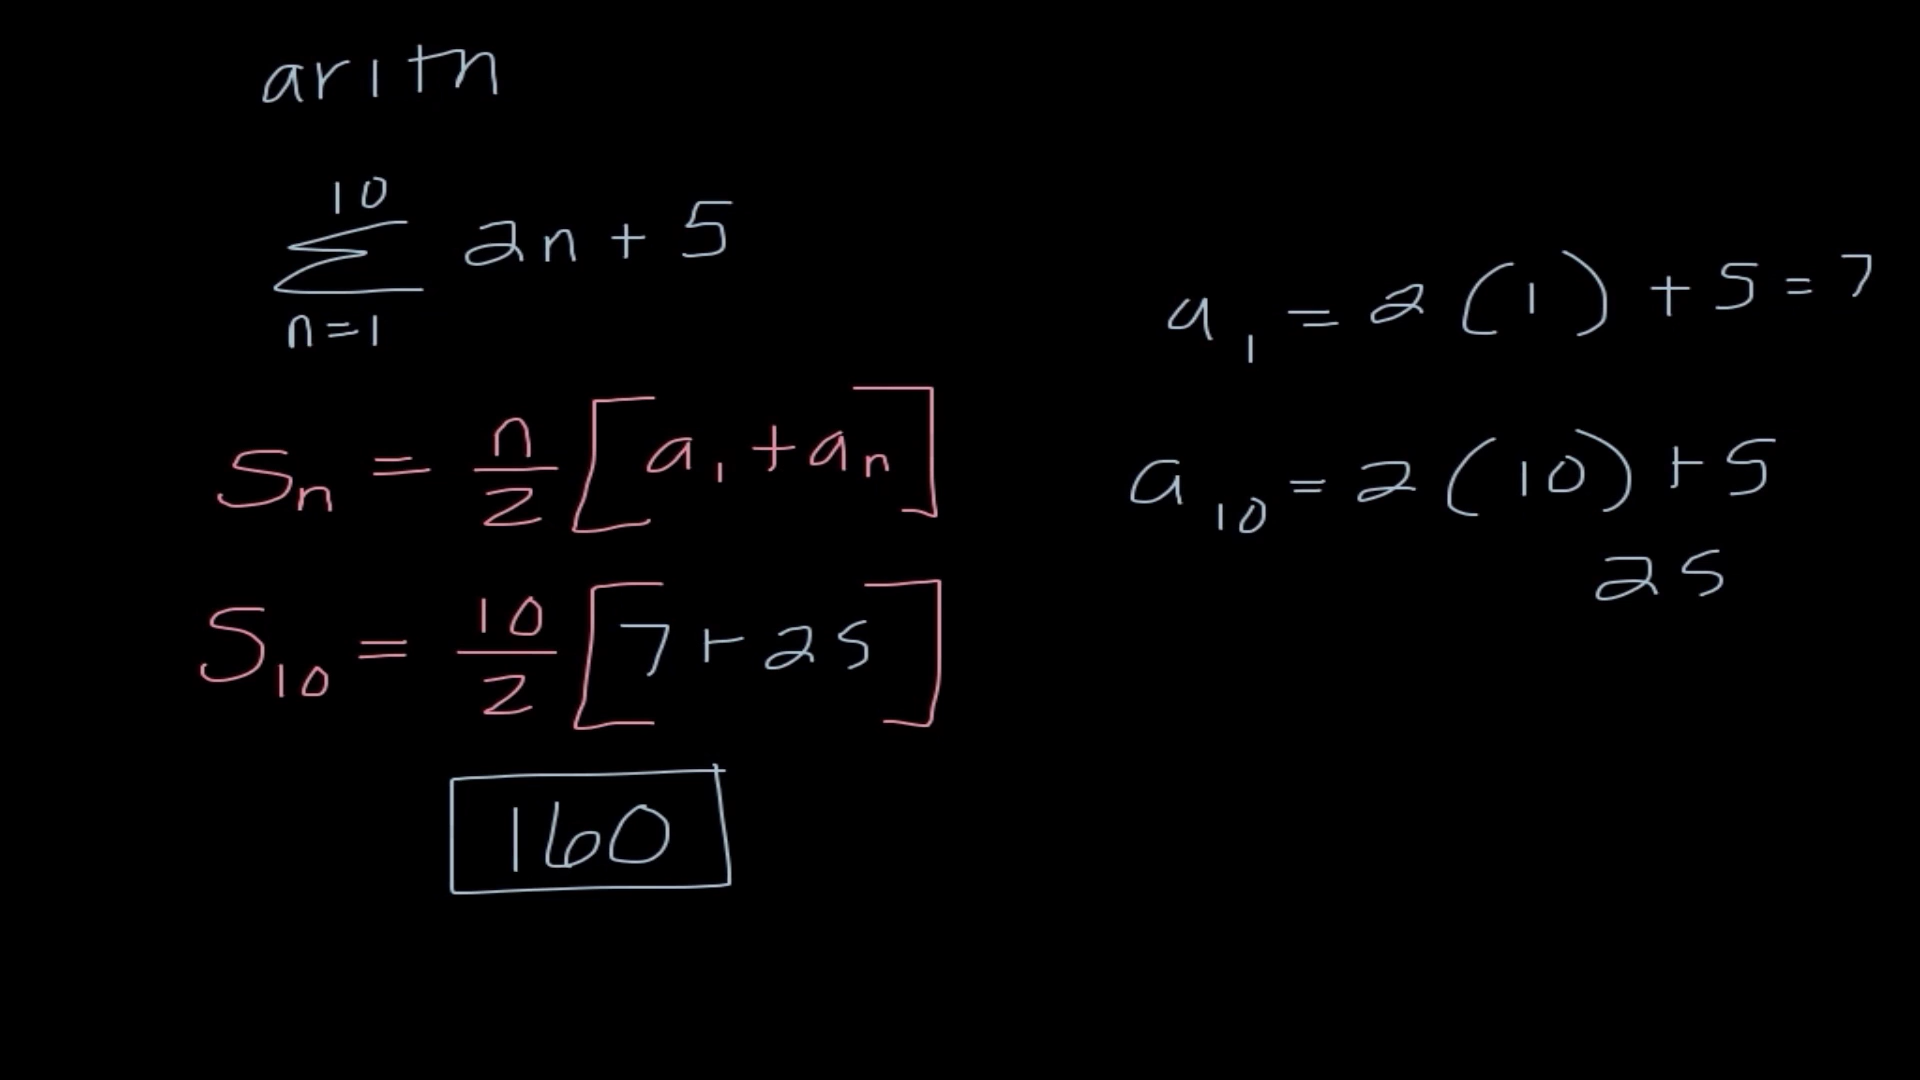 arith
10
∑ 2n + 5
n=1
Sn = n/2 [a₁ + an]
S₁₀ = 10/2 [7 + 25]
160
a₁ = 2(1) + 5 = 7
a₁₀ = 2(10) + 5
25